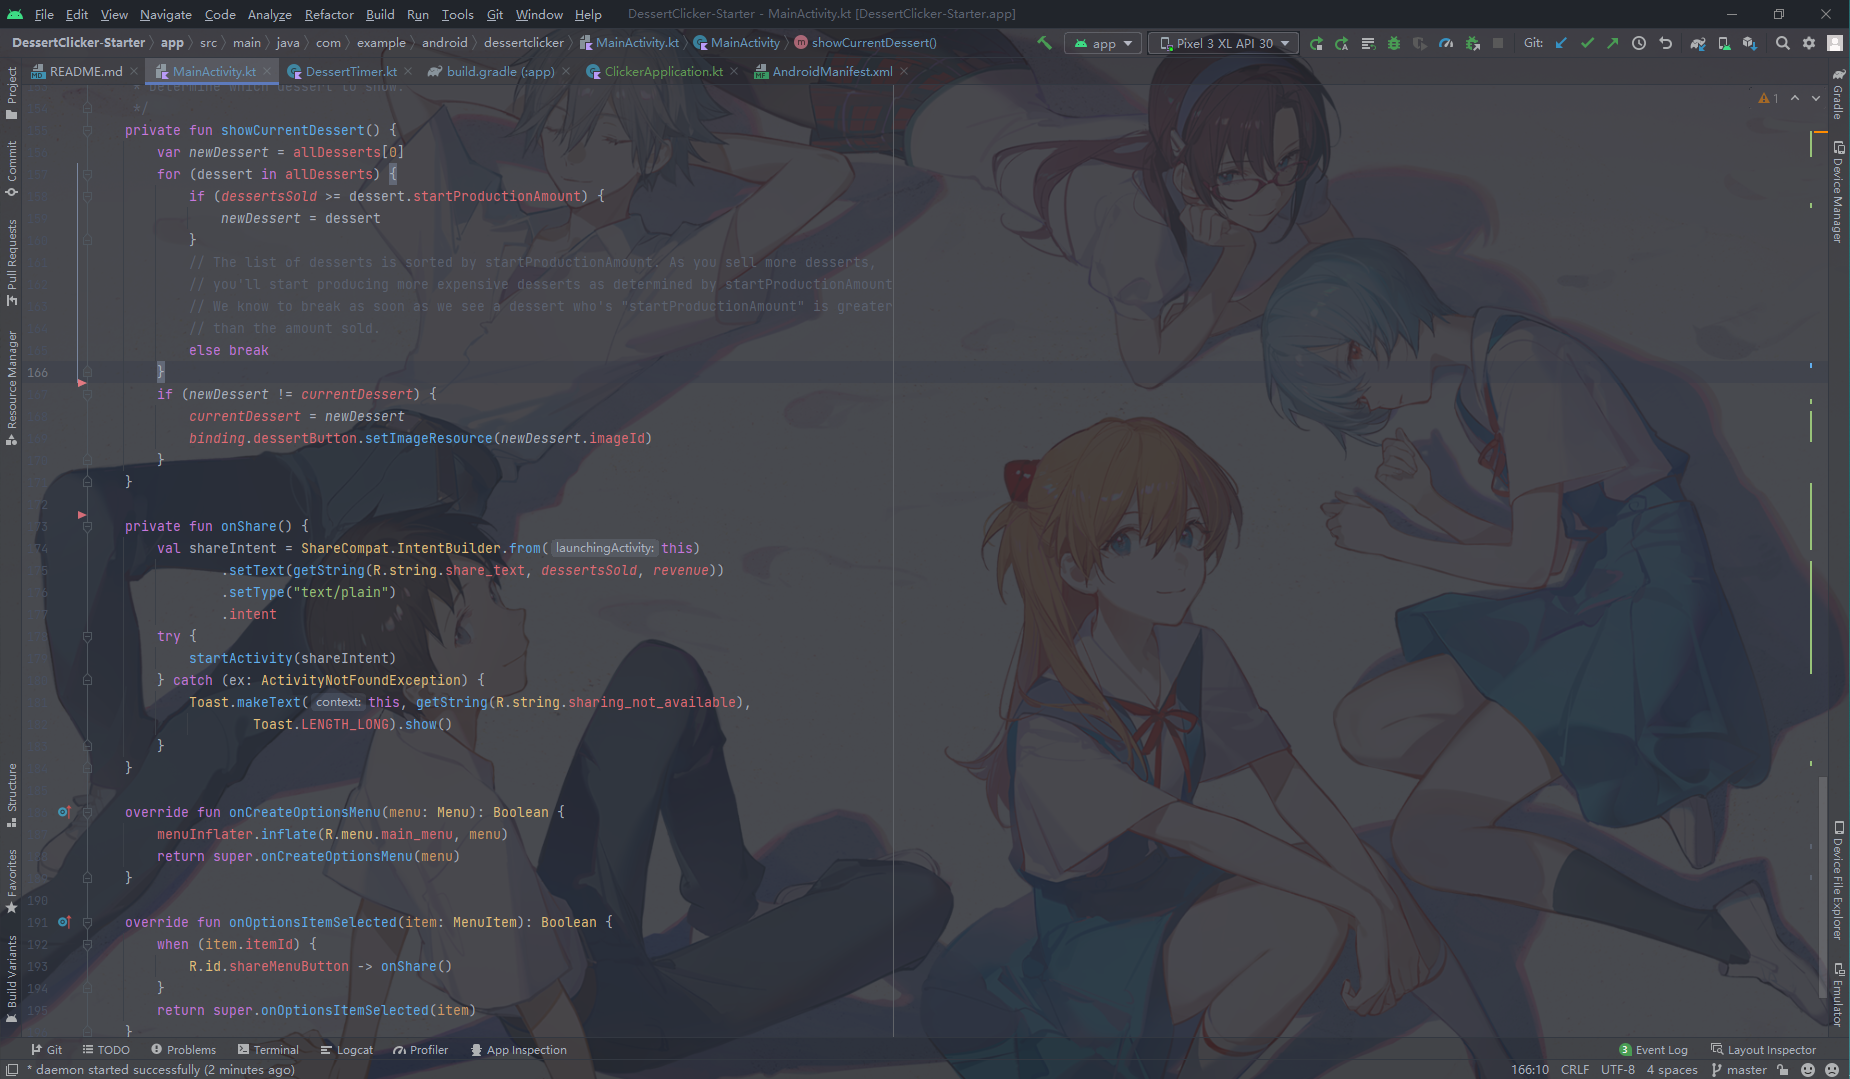 File Edit View Navigate Code Analyze Refactor Build Run Tools Git Window Help DessertClicker-Starter - MainActivity.kt [DessertClicker-Starter.app]
DessertClicker-Starter app src main java com example android dessertclicker MainActivity.kt MainActivity showCurrentDessert() app Pixel 3 XL API 30 Git:
README.md MainActivity.kt DessertTimer.kt build.gradle (:app) ClickerApplication.kt AndroidManifest.xml
* Determine which dessert to show.
*/
1
private fun showCurrentDessert() {
var newDessert = allDesserts[0]
for (dessert in allDesserts) {
if (dessertsSold >= dessert.startProductionAmount) {
newDessert = dessert
}
// The list of desserts is sorted by startProductionAmount. As you sell more desserts,
// you'll start producing more expensive desserts as determined by startProductionAmount
// We know to break as soon as we see a dessert who's "startProductionAmount" is greater
// than the amount sold.
else break
166 }
if (newDessert != currentDessert) {
currentDessert = newDessert
binding.dessertButton.setImageResource(newDessert.imageId)
}
}
172
173 private fun onShare() {
val shareIntent = ShareCompat.IntentBuilder.from( launchingActivity: this)
.setText(getString(R.string.share_text, dessertsSold, revenue))
.setType("text/plain")
.intent
try {
startActivity(shareIntent)
} catch (ex: ActivityNotFoundException) {
Toast.makeText( context: this, getString(R.string.sharing_not_available),
Toast.LENGTH_LONG).show()
}
}
override fun onCreateOptionsMenu(menu: Menu): Boolean {
menuInflater.inflate(R.menu.main_menu, menu)
return super.onCreateOptionsMenu(menu)
}
190
191 override fun onOptionsItemSelected(item: MenuItem): Boolean {
192 when (item.itemId) {
193 R.id.shareMenuButton -> onShare()
194 }
195 return super.onOptionsItemSelected(item)
}
Project
Commit
Pull Requests
Resource Manager
Structure
Favorites
Build Variants
Gradle
Device Manager
Device File Explorer
Emulator
Git TODO Problems Terminal Logcat Profiler App Inspection 3 Event Log Layout Inspector
* daemon started successfully (2 minutes ago) 166:10 CRLF UTF-8 4 spaces master